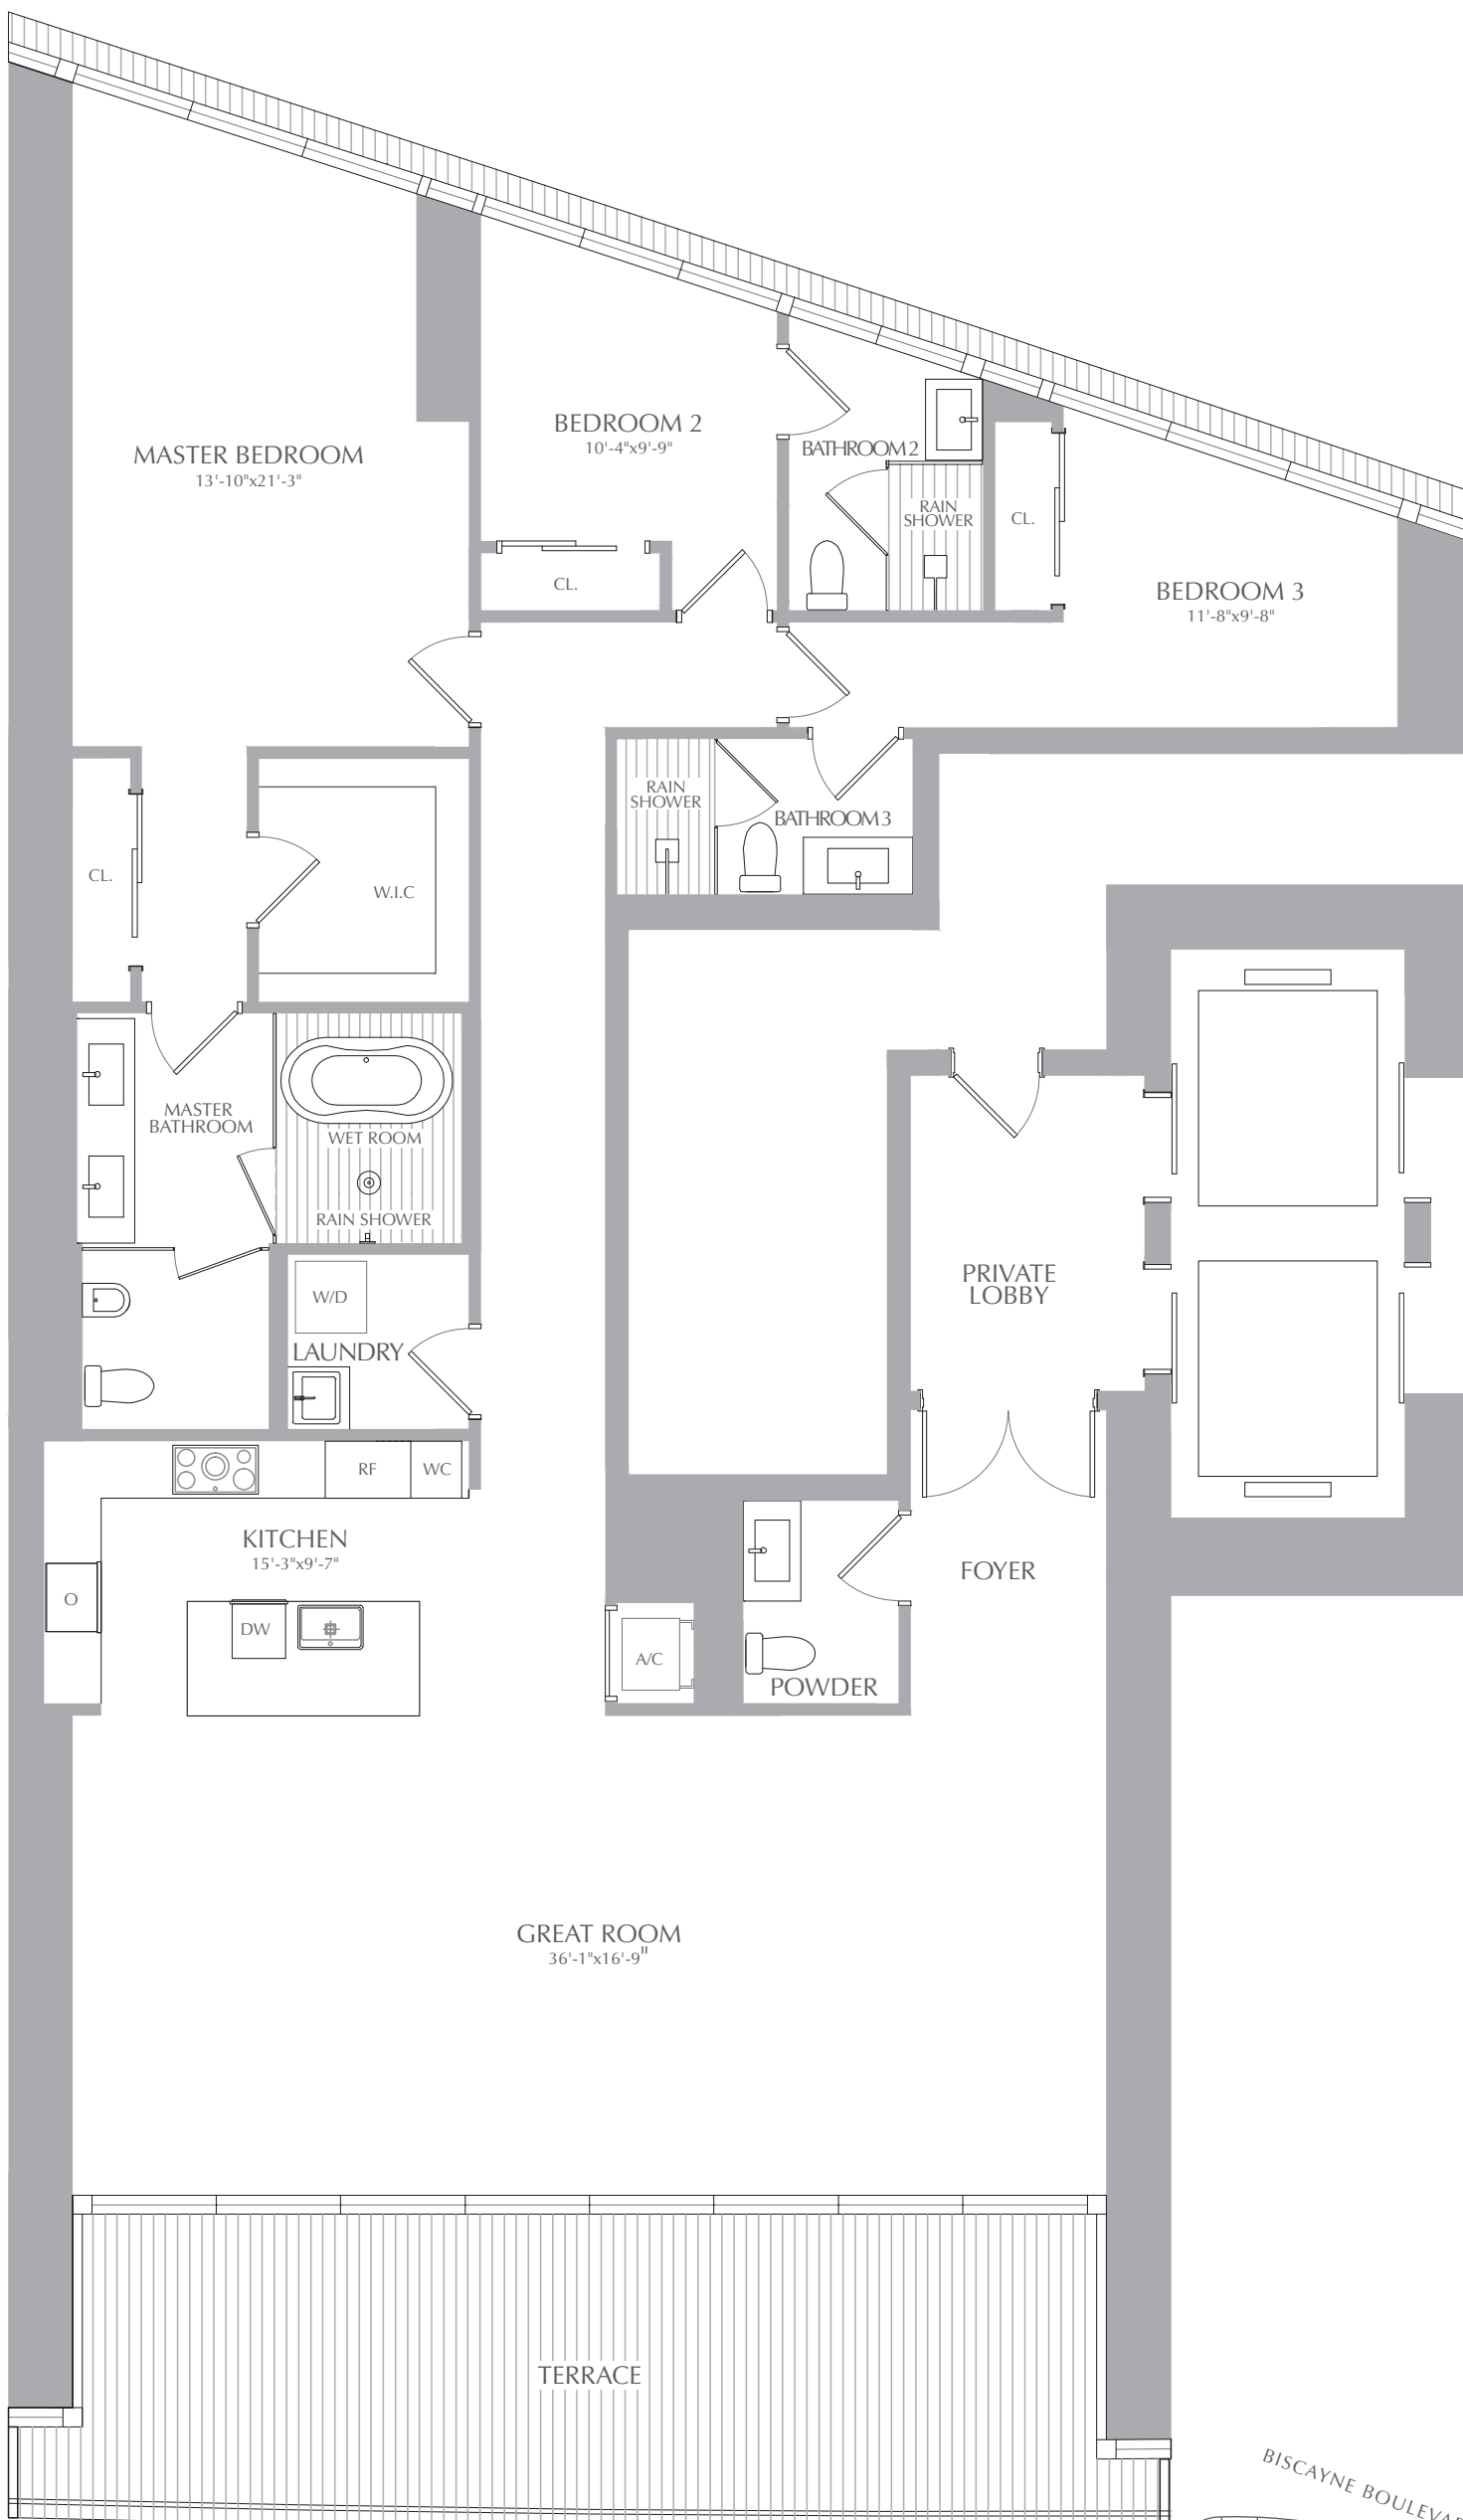 BEDROOM 2
10'-4"x9'-9"
BATHROOM 2
MASTER BEDROOM
13'-10"x21'-3"
RAIN
SHOWER
CL.
CL.
BEDROOM 3
11'-8"x9'-8"
RAIN
SHOWER
BATHROOM 3
CL.
W.I.C
MASTER
BATHROOM
WET ROOM
RAIN SHOWER
PRIVATE
LOBBY
W/D
LAUNDRY
RF
WC
KITCHEN
15'-3"x9'-7"
FOYER
O
DW
A/C
POWDER
GREAT ROOM
36'-1"x16'-9"
TERRACE
BISCAYNE